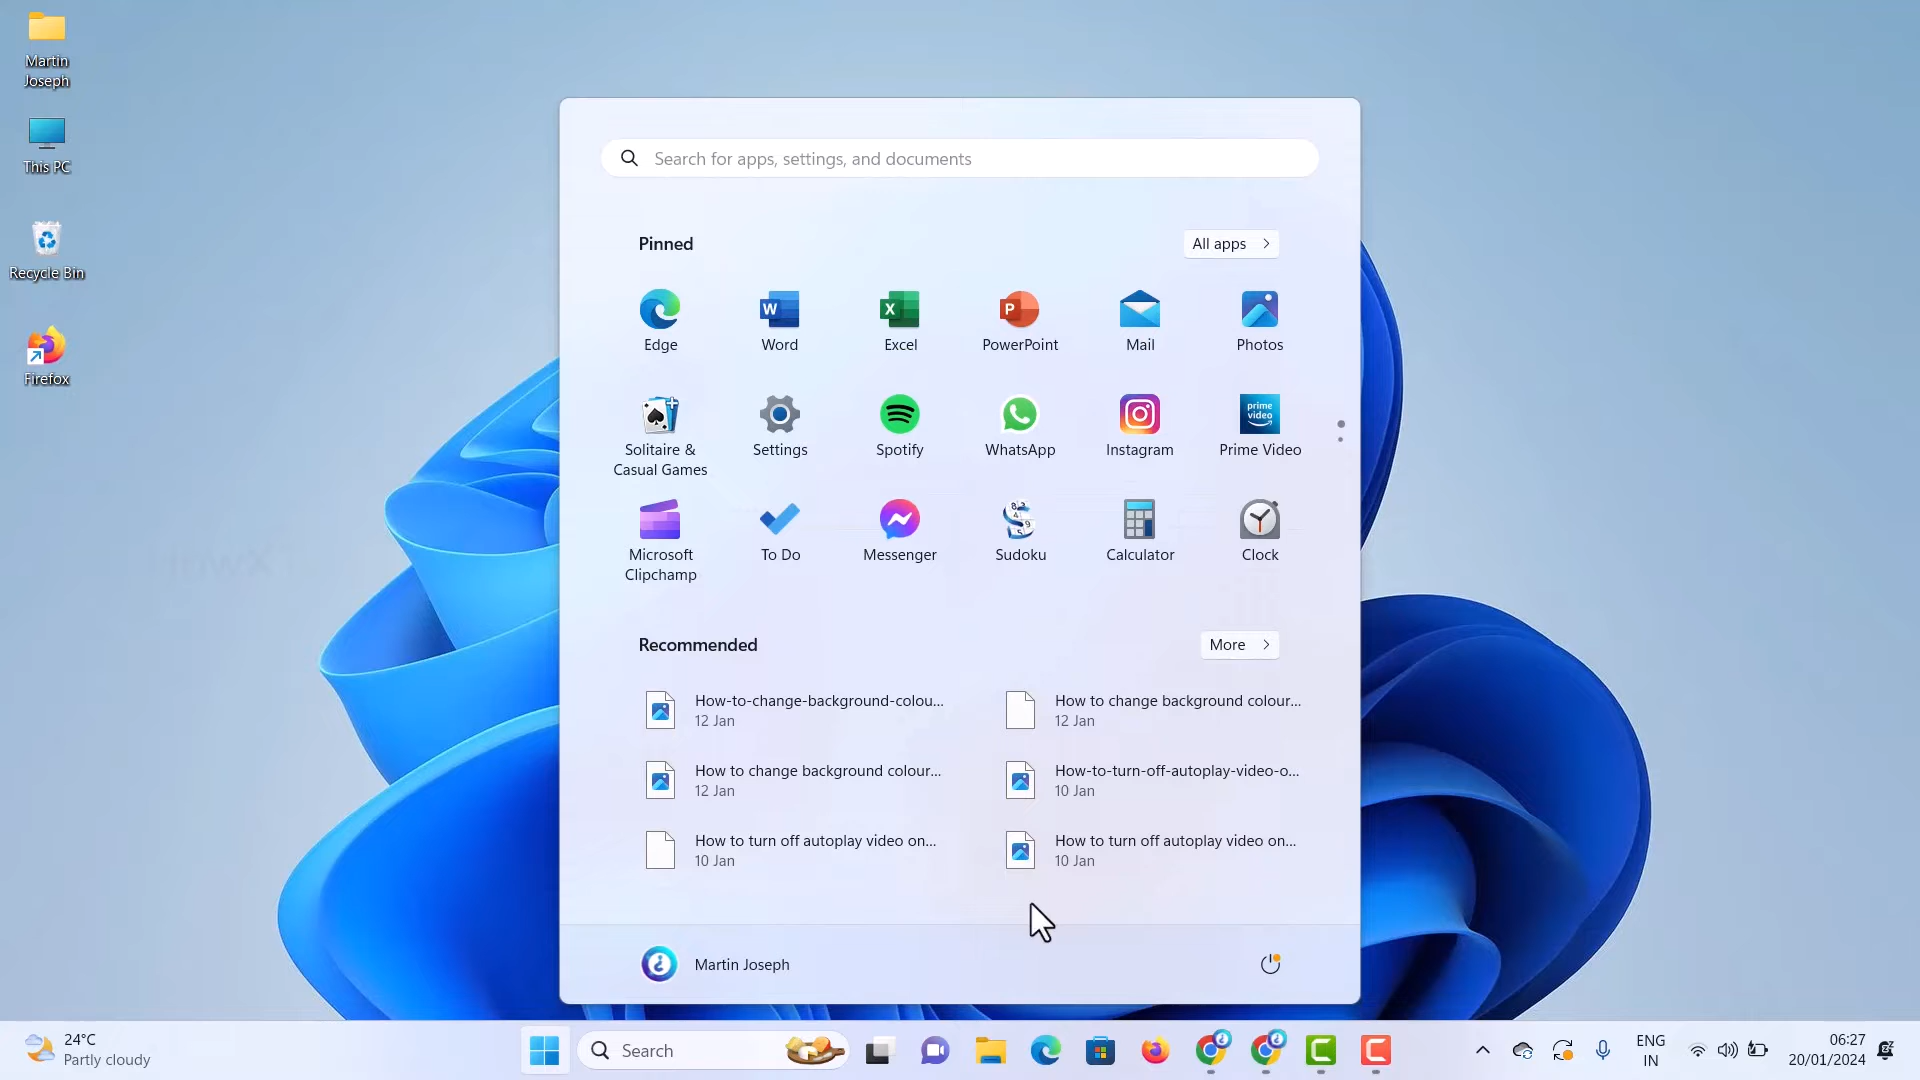 Martin
Joseph
This PC
Recycle Bin
Firefox
Search for apps, settings, and documents
Pinned
All apps
Edge
Word
Excel
PowerPoint
Mail
Photos
Solitaire &
Casual Games
Settings
Spotify
WhatsApp
Instagram
prime
video
Prime Video
Microsoft
Clipchamp
To Do
Messenger
Sudoku
Calculator
Clock
Recommended
More
How-to-change-background-colou...
12 Jan
How to change background colour...
12 Jan
How to change background colour...
12 Jan
How-to-turn-off-autoplay-video-o...
10 Jan
How to turn off autoplay video on...
10 Jan
How to turn off autoplay video on...
10 Jan
Martin Joseph
24°C
Partly cloudy
Search
ENG
IN
06:27
20/01/2024